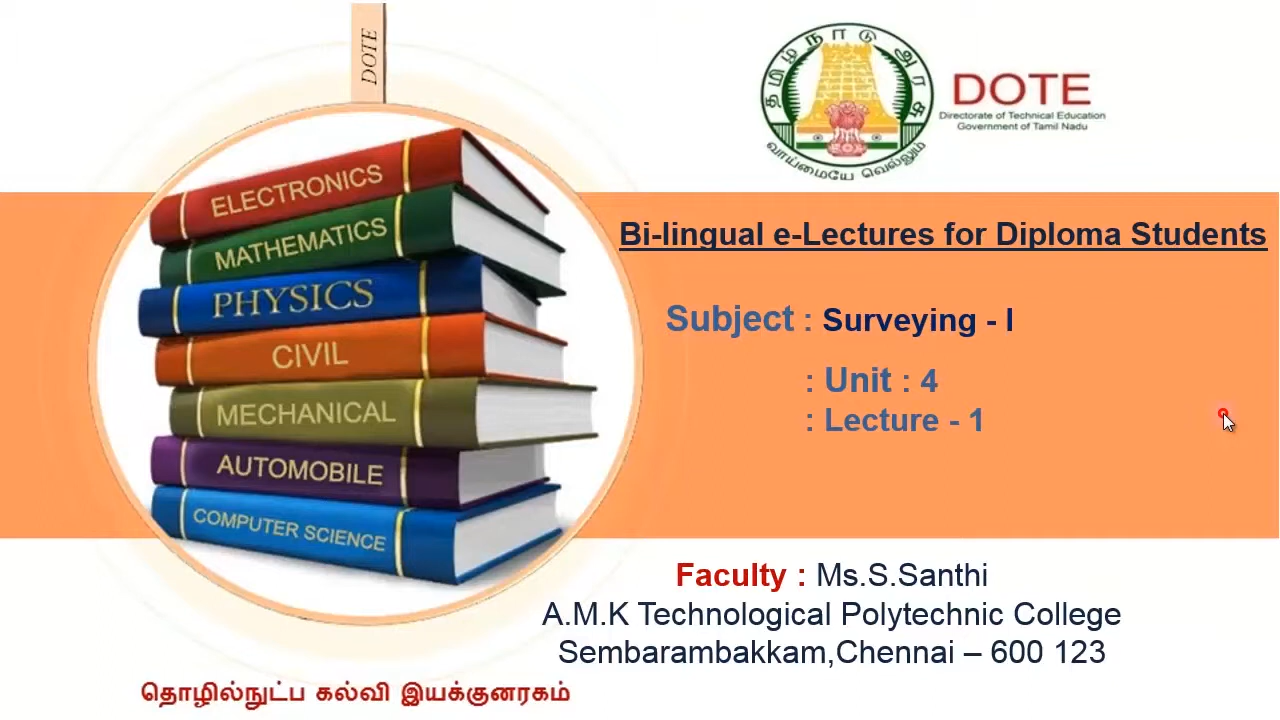 DOTE
தமிழ்நாடு அரசு
வாய்மையே வெல்லும்
DOTE
Directorate of Technical Education
Government of Tamil Nadu
ELECTRONICS
MATHEMATICS
PHYSICS
CIVIL
MECHANICAL
AUTOMOBILE
COMPUTER SCIENCE
Bi-lingual e-Lectures for Diploma Students
Subject : Surveying - I
: Unit : 4
: Lecture - 1
Faculty : Ms.S.Santhi
A.M.K Technological Polytechnic College
Sembarambakkam,Chennai – 600 123
தொழில்நுட்ப கல்வி இயக்குனரகம்